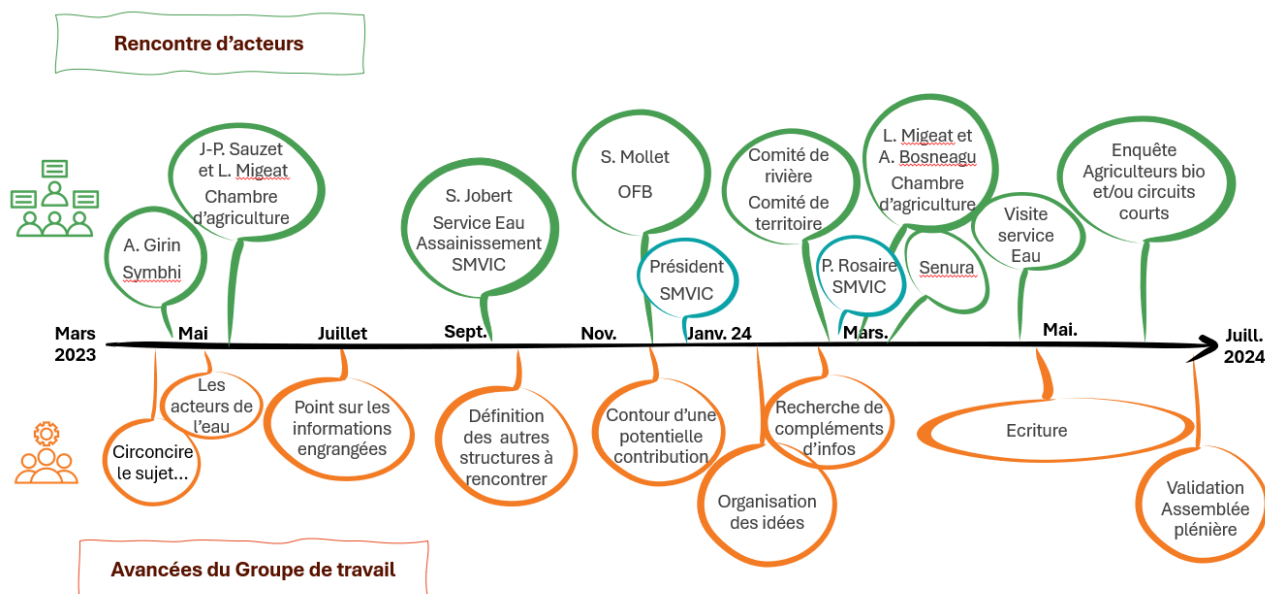 Rencontre d'acteurs
A. Girin
Symbhi
J-P. Sauzet
et L. Migeat
Chambre
d'agriculture
S. Jobert
Service Eau
Assainissement
SMVIC
S. Mollet
OFB
Président
SMVIC
Comité de
rivière
Comité de
territoire
P. Rosaire
SMVIC
L. Migeat et
A. Bosneagu
Chambre
d'agriculture
Senura
Visite
service
Eau
Enquête
Agriculteurs bio
et/ou circuits
courts
Mars
2023
Mai
Juillet
Sept.
Nov.
Janv. 24
Mars.
Mai.
Juill.
2024
Circoncire
le sujet...
Les
acteurs de
l'eau
Point sur les
informations
engrangées
Définition
des autres
structures à
rencontrer
Contour d'une
potentielle
contribution
Organisation
des idées
Recherche de
compléments
d'infos
Ecriture
Validation
Assemblée
plénière
Avancées du Groupe de travail